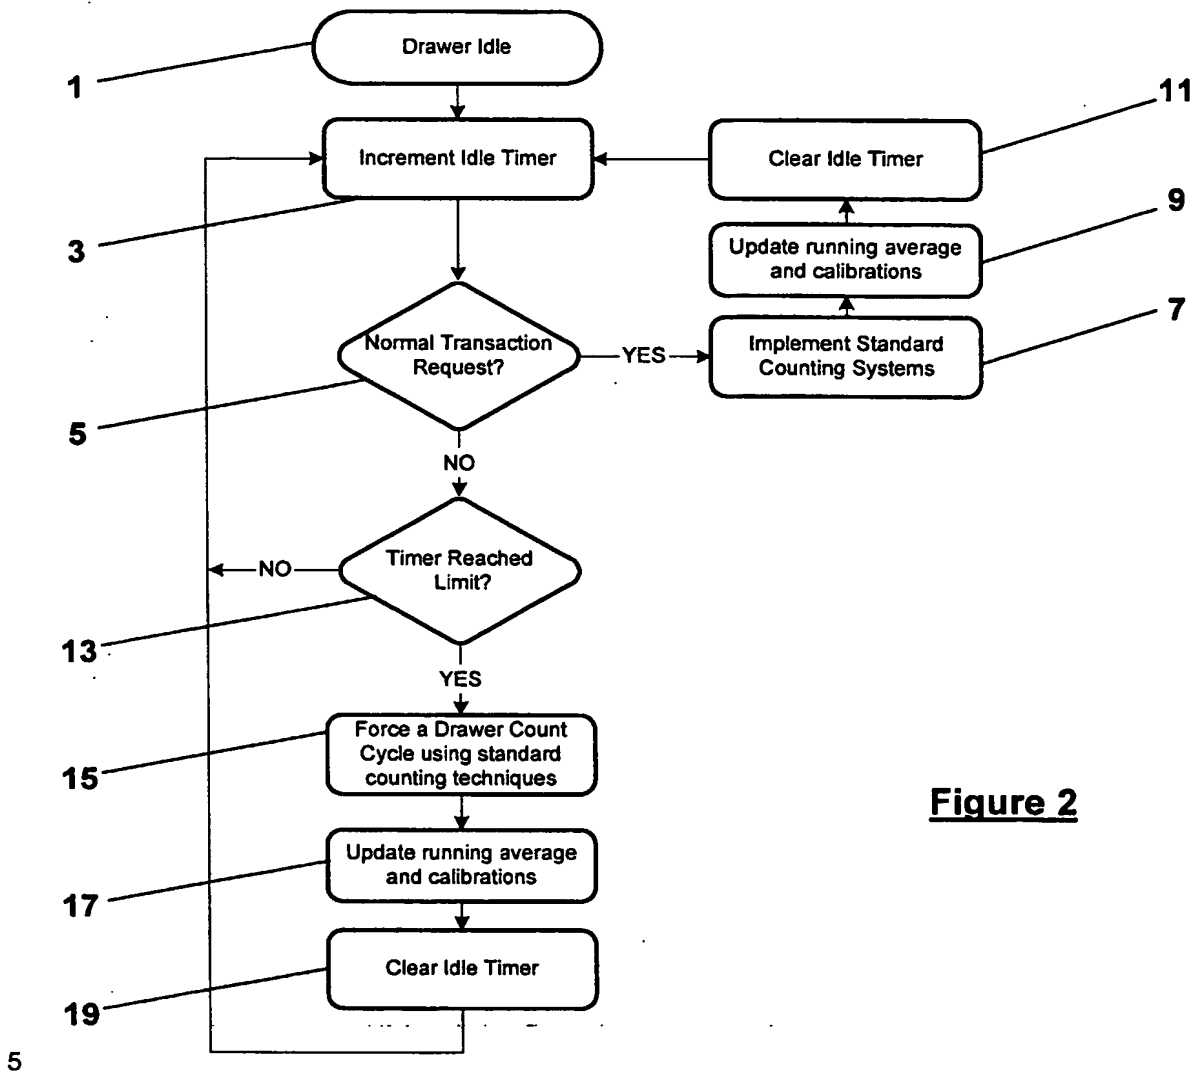 Drawer Idle
1
11
Increment Idle Timer
Clear Idle Timer
3
9
Update running average
and calibrations
7
Normal Transaction
Request?
YES
Implement Standard
Counting Systems
5
NO
Timer Reached
Limit?
NO
13
YES
Force a Drawer Count
Cycle using standard
counting techniques
15
Figure 2
Update running average
and calibrations
17
Clear Idle Timer
19
5